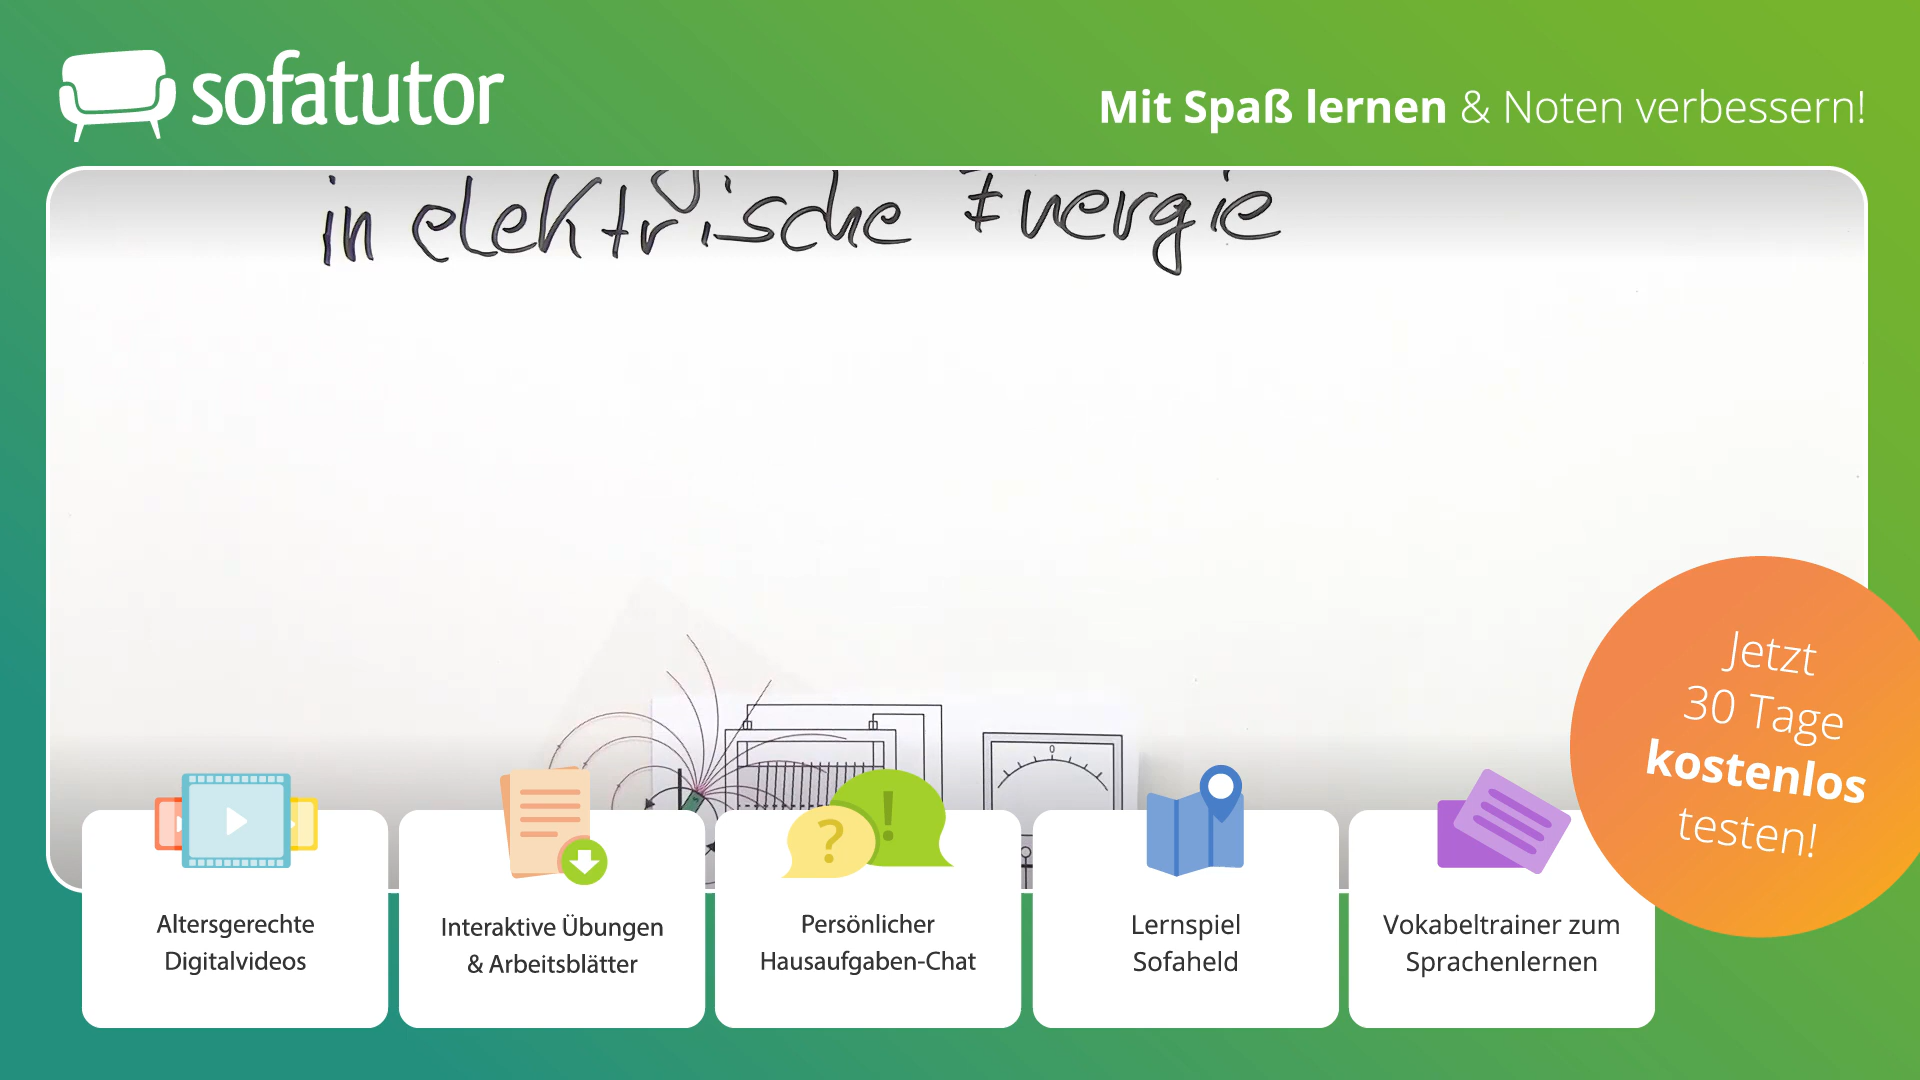 sofatutor
Mit Spaß lernen & Noten verbessern!
in elektrische Energie
0
Jetzt
30 Tage
kostenlos
testen!
? !
Altersgerechte
Digitalvideos
Interaktive Übungen
& Arbeitsblätter
Persönlicher
Hausaufgaben-Chat
Lernspiel
Sofaheld
Vokabeltrainer zum
Sprachenlernen